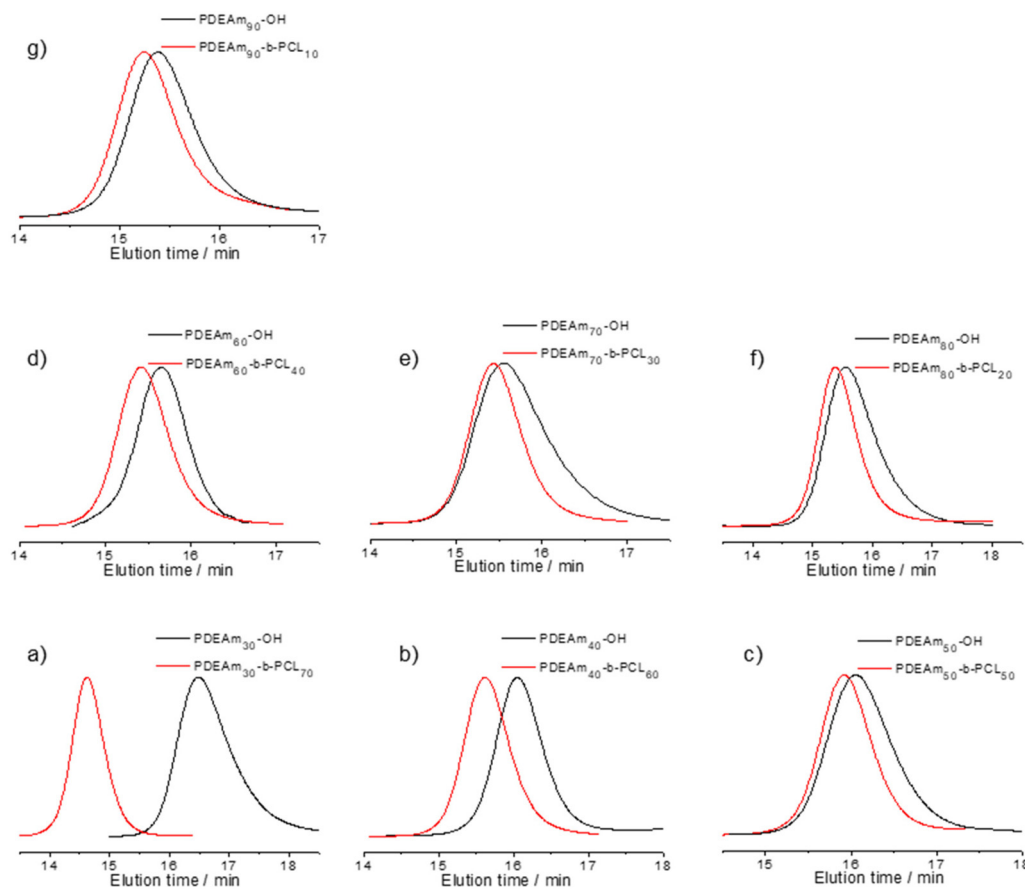 g)
PDEAm90-OH
PDEAm90-b-PCL10
14 15 16 17
Elution time / min
d)
PDEAm60-OH
PDEAm60-b-PCL40
14 15 16 17
Elution time / min
e)
PDEAm70-OH
PDEAm70-b-PCL30
14 15 16 17
Elution time / min
f)
PDEAm80-OH
PDEAm80-b-PCL20
14 15 16 17 18
Elution time / min
a)
PDEAm30-OH
PDEAm30-b-PCL70
14 15 16 17 18
Elution time / min
b)
PDEAm40-OH
PDEAm40-b-PCL60
14 15 16 17 18
Elution time / min
c)
PDEAm50-OH
PDEAm50-b-PCL50
15 16 17 18
Elution time / min